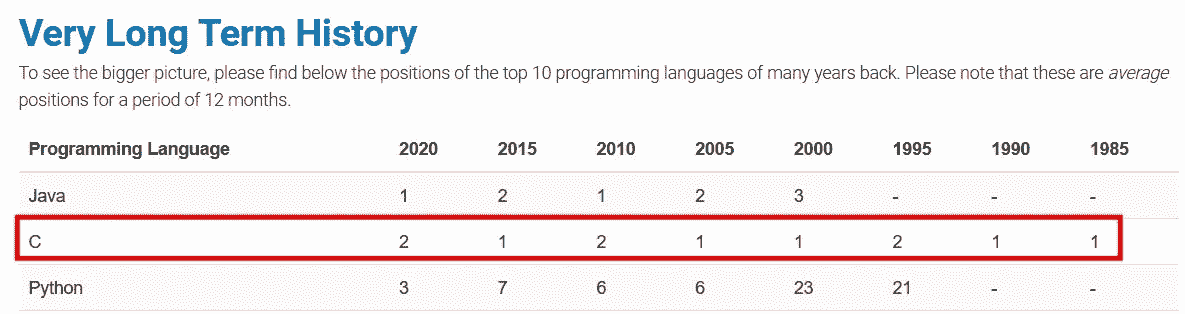 Very Long Term History
To see the bigger picture, please find below the positions of the top 10 programming languages of many years back. Please note that these are average
positions for a period of 12 months.
Programming Language 2020 2015 2010 2005 2000 1995 1990 1985
Java 1 2 1 2 3 - - -
C 2 1 2 1 1 2 1 1
Python 3 7 6 6 23 21 - -